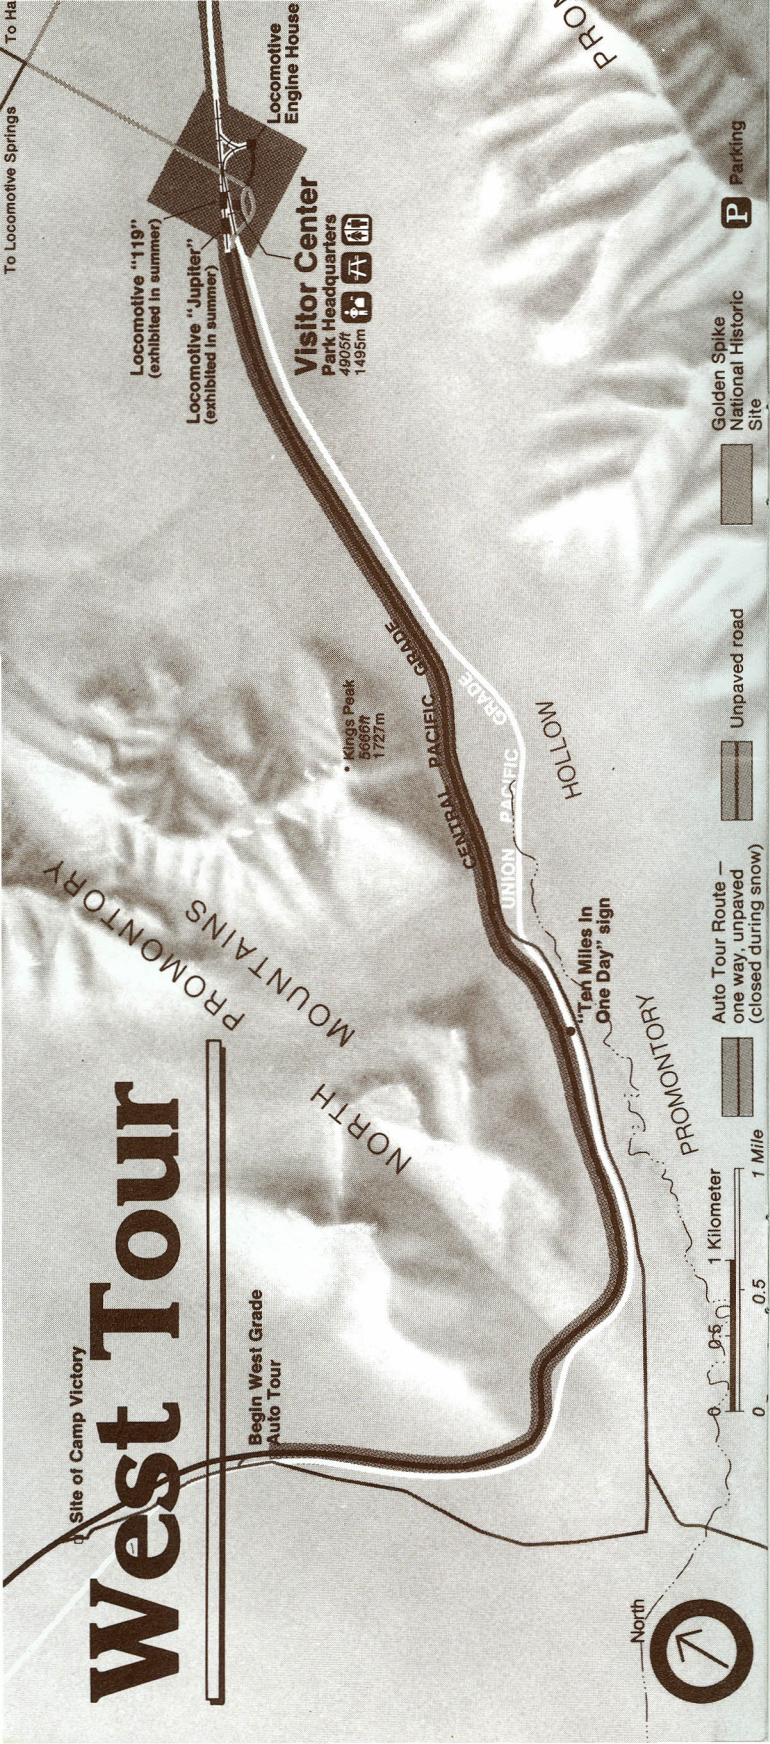 West Tour
To Locomotive Springs
To Ha
Locomotive
Engine House
Locomotive "119"
(exhibited in summer)
Locomotive "Jupiter"
(exhibited in summer)
Visitor Center
Park Headquarters
4905ft
1495m
PROM
CENTRAL PACIFIC GRADE
UNION PACIFIC GRADE
Kings Peak
5666ft
1727m
NORTH
PROMONTORY
MOUNTAINS
PROMONTORY
HOLLOW
"Ten Miles In
One Day" sign
Begin West Grade
Auto Tour
Site of Camp Victory
North
0 0.5 1 Kilometer
0 0.5 1 Mile
Auto Tour Route —
one way, unpaved
(closed during snow)
Unpaved road
Golden Spike
National Historic
Site
P Parking